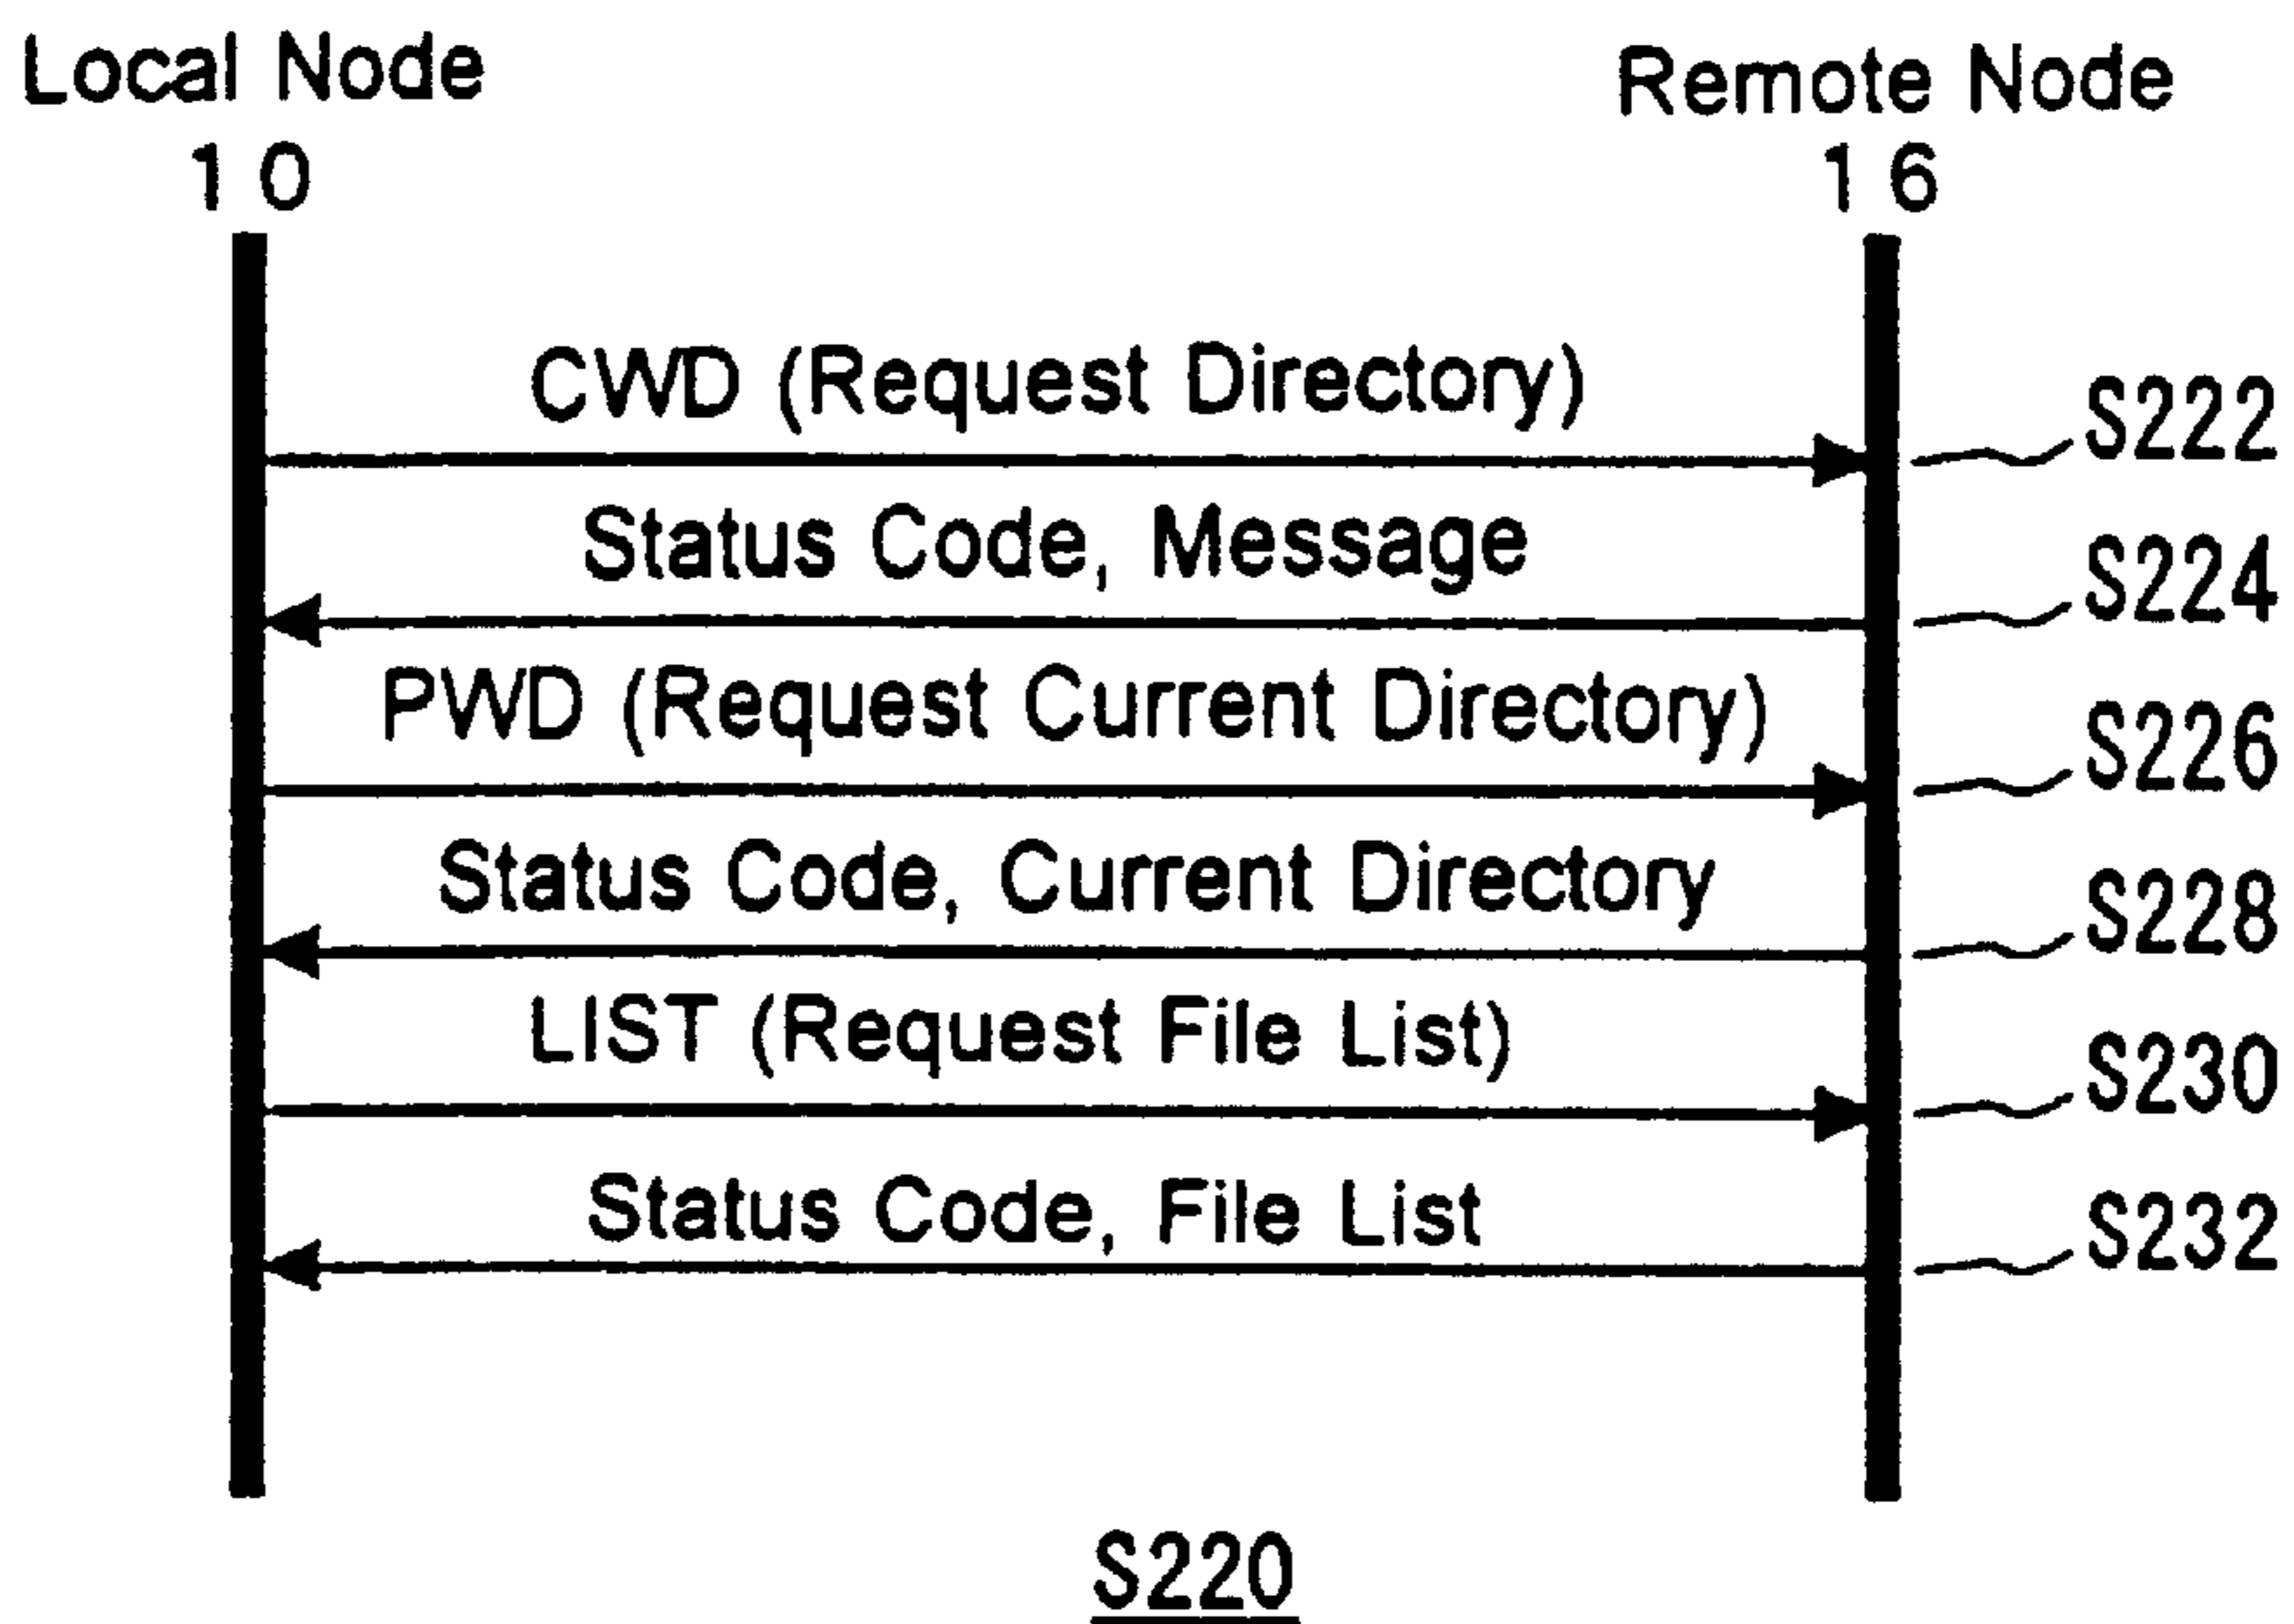 Local Node
Remote Node
10
16
CWD (Request Directory)
S222
Status Code, Message
S224
PWD (Request Current Directory)
S226
Status Code, Current Directory
S228
LIST (Request File List)
S230
Status Code, File List
S232
S220